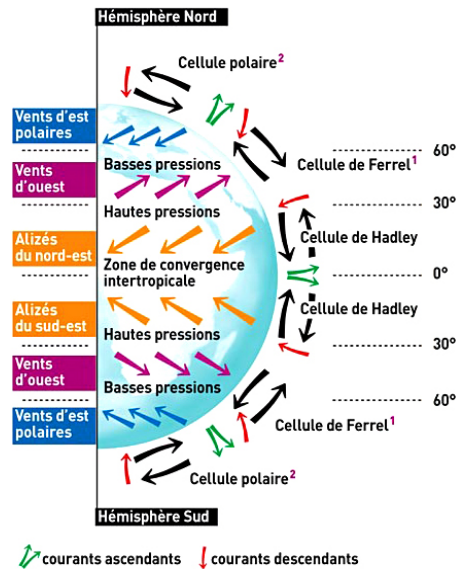 Hémisphère Nord
Cellule polaire²
Vents d'est
polaires
60°
Basses pressions
Cellule de Ferrel¹
Vents
d'ouest
30°
Hautes pressions
Cellule de Hadley
Alizés
du nord-est
Zone de convergence
intertropicale
0°
Alizés
du sud-est
Cellule de Hadley
Hautes pressions
30°
Vents
d'ouest
Basses pressions
60°
Vents d'est
polaires
Cellule de Ferrel¹
Cellule polaire²
Hémisphère Sud
courants ascendants
courants descendants